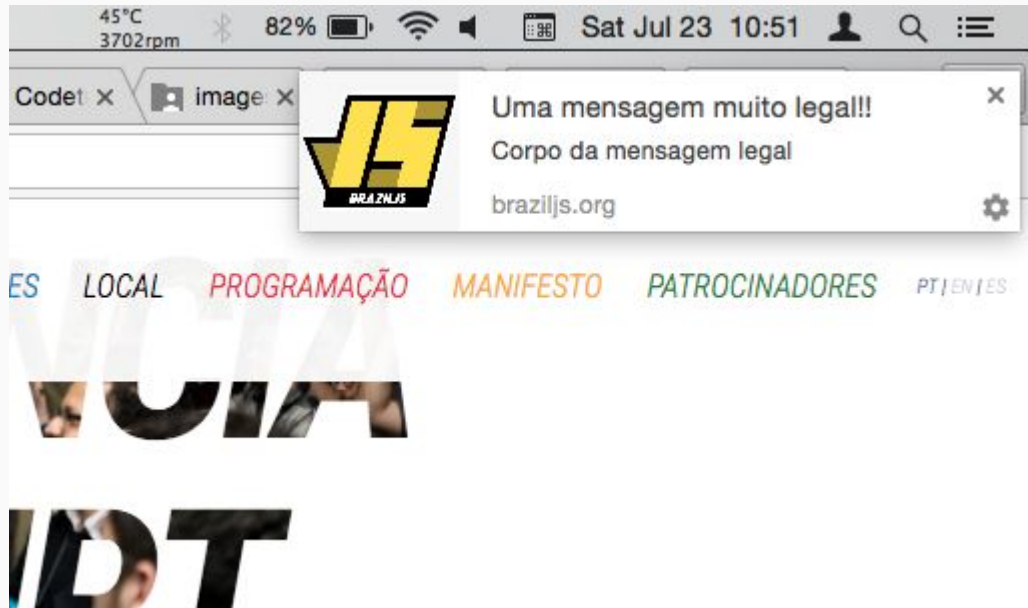 45°C
3702rpm
82%
Sat Jul 23 10:51
Codet
image
JS
BRAZILJS
Uma mensagem muito legal!!
Corpo da mensagem legal
braziljs.org
ES LOCAL PROGRAMAÇÃO MANIFESTO PATROCINADORES PT | EN | ES
NCIA